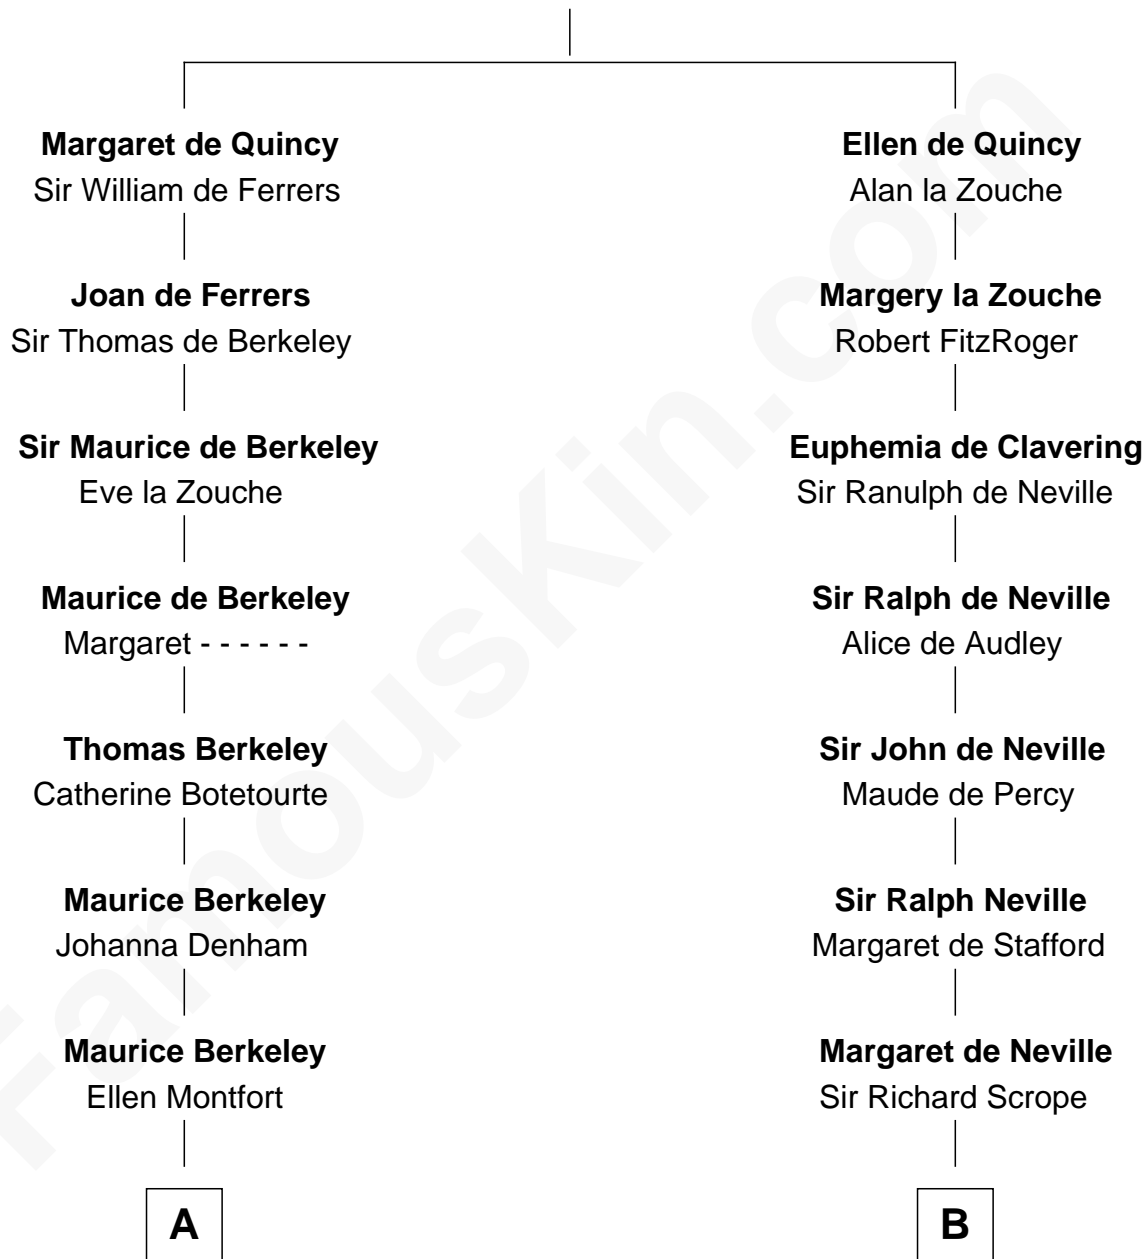 Margaret de Quincy
Sir William de Ferrers
Joan de Ferrers
Sir Thomas de Berkeley
Sir Maurice de Berkeley
Eve la Zouche
Maurice de Berkeley
Margaret - - - - - -
Thomas Berkeley
Catherine Botetourte
Maurice Berkeley
Johanna Denham
Maurice Berkeley
Ellen Montfort
A
Ellen de Quincy
Alan la Zouche
Margery la Zouche
Robert FitzRoger
Euphemia de Clavering
Sir Ranulph de Neville
Sir Ralph de Neville
Alice de Audley
Sir John de Neville
Maude de Percy
Sir Ralph Neville
Margaret de Stafford
Margaret de Neville
Sir Richard Scrope
B
FamousKin.com